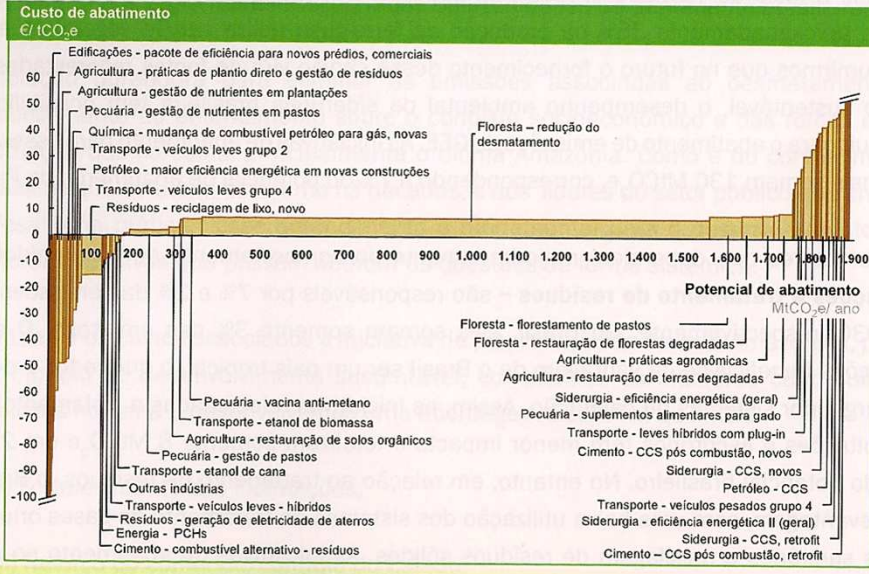 Custo de abatimento
€/ tCO₂e
60
50
40
30
20
10
0
-10
-20
-30
-40
-50
-60
-70
-80
-90
-100
Edificações - pacote de eficiência para novos prédios, comerciais
Agricultura - práticas de plantio direto e gestão de resíduos
Agricultura - gestão de nutrientes em plantações
Pecuária - gestão de nutrientes em pastos
Química - mudança de combustível petróleo para gás, novas
Transporte - veículos leves grupo 2
Petróleo - maior eficiência energética em novas construções
Transporte - veículos leves grupo 4
Resíduos - reciclagem de lixo, novo
Floresta – redução do
desmatamento
0 100 200 300 400 500 600 700 800 900 1.000 1.100 1.200 1.300 1.400 1.500 1.600 1.700 1.800 1.900
Potencial de abatimento
MtCO₂e/ ano
Pecuária - vacina anti-metano
Transporte - etanol de biomassa
Agricultura - restauração de solos orgânicos
Pecuária – gestão de pastos
Transporte - etanol de cana
Outras indústrias
Transporte - veículos leves - híbridos
Resíduos - geração de eletricidade de aterros
Energia - PCHs
Cimento - combustível alternativo - resíduos
Floresta - florestamento de pastos
Floresta - restauração de florestas degradadas
Agricultura - práticas agronômicas
Agricultura - restauração de terras degradadas
Siderurgia - eficiência energética (geral)
Pecuária - suplementos alimentares para gado
Transporte - leves híbridos com plug-in
Cimento - CCS pós combustão, novos
Siderurgia - CCS, novos
Petróleo - CCS
Transporte - veículos pesados grupo 4
Siderurgia - eficiência energética II (geral)
Siderurgia - CCS, retrofit
Cimento – CCS pós combustão, retrofit